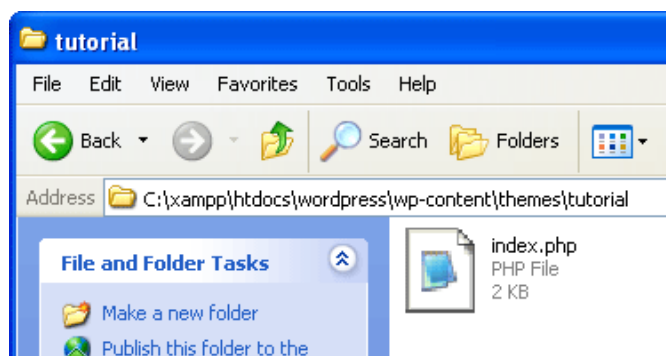 tutorial
File Edit View Favorites Tools Help
Back Search Folders
Address C:\xampp\htdocs\wordpress\wp-content\themes\tutorial
File and Folder Tasks
Make a new folder
Publish this folder to the
index.php
PHP File
2 KB